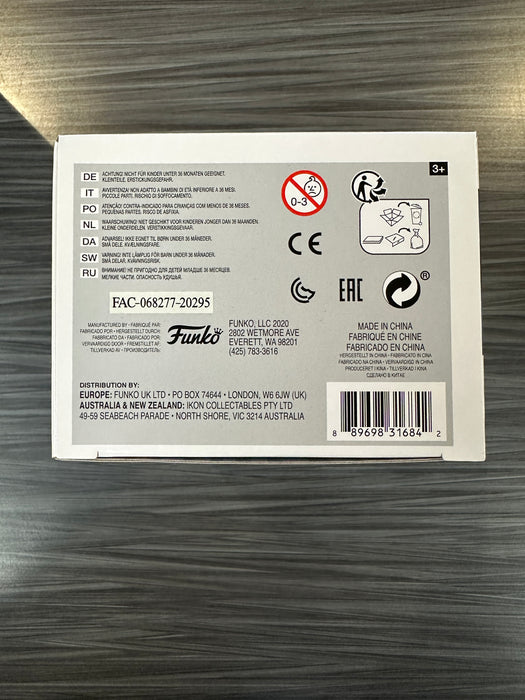 DE ACHTUNG! NICHT FÜR KINDER UNTER 36 MONATEN GEEIGNET.
KLEINTEILE. ERSTICKUNGSGEFAHR.
IT AVVERTENZA! NON ADATTO A BAMBINI DI ETÀ INFERIORE A 36 MESI.
PICCOLE PARTI. RISCHIO DI SOFFOCAMENTO.
PO ATENÇÃO! CONTRA-INDICADO PARA CRIANÇAS COM MENOS DE 36 MESES.
PEQUENAS PARTES. RISCO DE ASFIXIA.
NL WAARSCHUWING! NIET GESCHIKT VOOR KINDEREN JONGER DAN 36 MAANDEN.
KLEINE ONDERDELEN. VERSTIKKINGSGEVAAR.
DA ADVARSEL! IKKE EGNET TIL BØRN UNDER 36 MÅNEDER.
SMÅ DELE. KVÆLNINGSFARE.
SW VARNING! INTE LÄMPLIG FÖR BARN UNDER 36 MÅNADER.
SMÅ DELAR. KVÄVNINGSRISK.
RU ВНИМАНИЕ! НЕ ПРИГОДНО ДЛЯ ДЕТЕЙ МЛАДШЕ 36 МЕСЯЦЕВ.
МЕЛКИЕ ЧАСТИ. ОПАСНОСТЬ УДУШЬЯ.
0-3
3+
CE
EAC
®
FAC-068277-20295
MANUFACTURED BY • FABRIQUÉ PAR:
FABRICADO POR • HERGESTELLT DURCH:
FABBRICATO DA • FABRICADO POR:
VERVAARDIGD DOOR • FREMSTILLET AF:
TILLVERKAD AV • ПРОИЗВОДИТЕЛЬ:
Funko
FUNKO, LLC 2020
2802 WETMORE AVE
EVERETT, WA 98201
(425) 783-3616
MADE IN CHINA
FABRIQUÉ EN CHINE
FABRICADO EN CHINA
HERGESTELLT IN CHINA • FABBRICATO IN CINA
FABRICADO NA CHINA • VERVAARDIGD IN CHINA
PRODUCERET I KINA • TILLVERKAD I KINA
СДЕЛАНО В КИТАЕ
DISTRIBUTION BY:
EUROPE: FUNKO UK LTD • PO BOX 74644 • LONDON, W6 6JW (UK)
AUSTRALIA & NEW ZEALAND: IKON COLLECTABLES PTY LTD
49-59 SEABEACH PARADE • NORTH SHORE, VIC 3214 AUSTRALIA
8 89698 31684 2